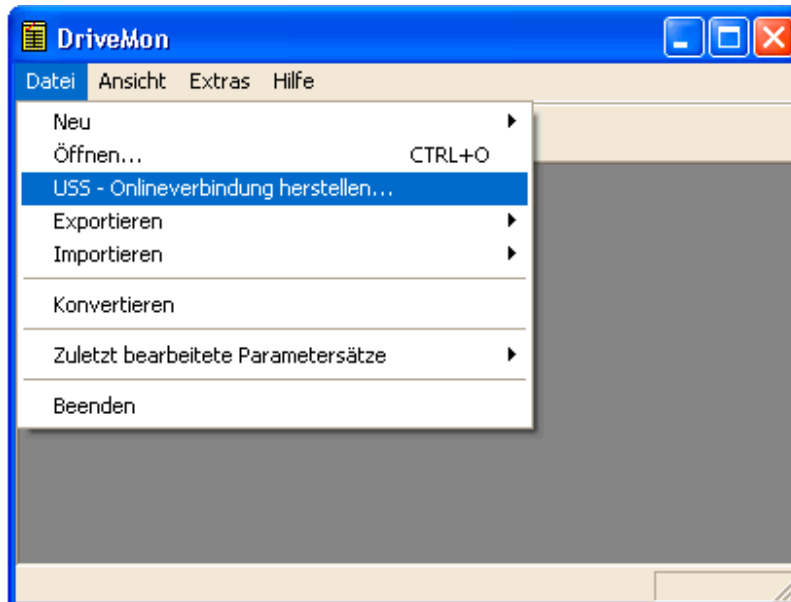 DriveMon
Datei Ansicht Extras Hilfe
Neu
Öffnen... CTRL+O
USS - Onlineverbindung herstellen...
Exportieren
Importieren
Konvertieren
Zuletzt bearbeitete Parametersätze
Beenden